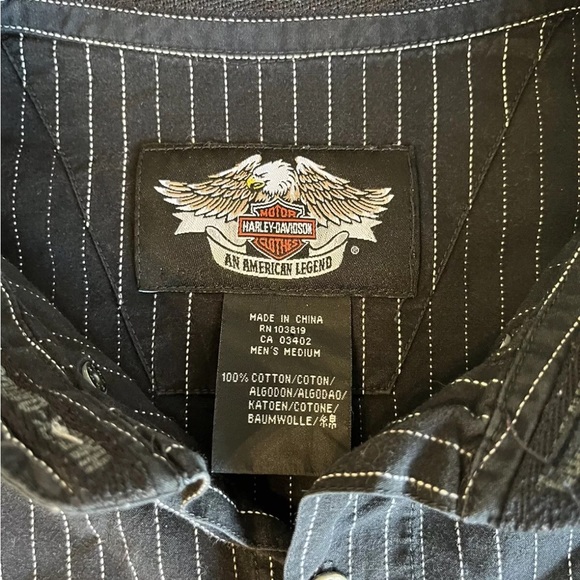 MOTOR
HARLEY-DAVIDSON
CLOTHES
AN AMERICAN LEGEND ®
MADE IN CHINA
RN 103819
CA 03402
MEN'S MEDIUM
100% COTTON/COTON/
ALGODON/ALGODAO/
KATOEN/COTONE/
BAUMWOLLE/綿